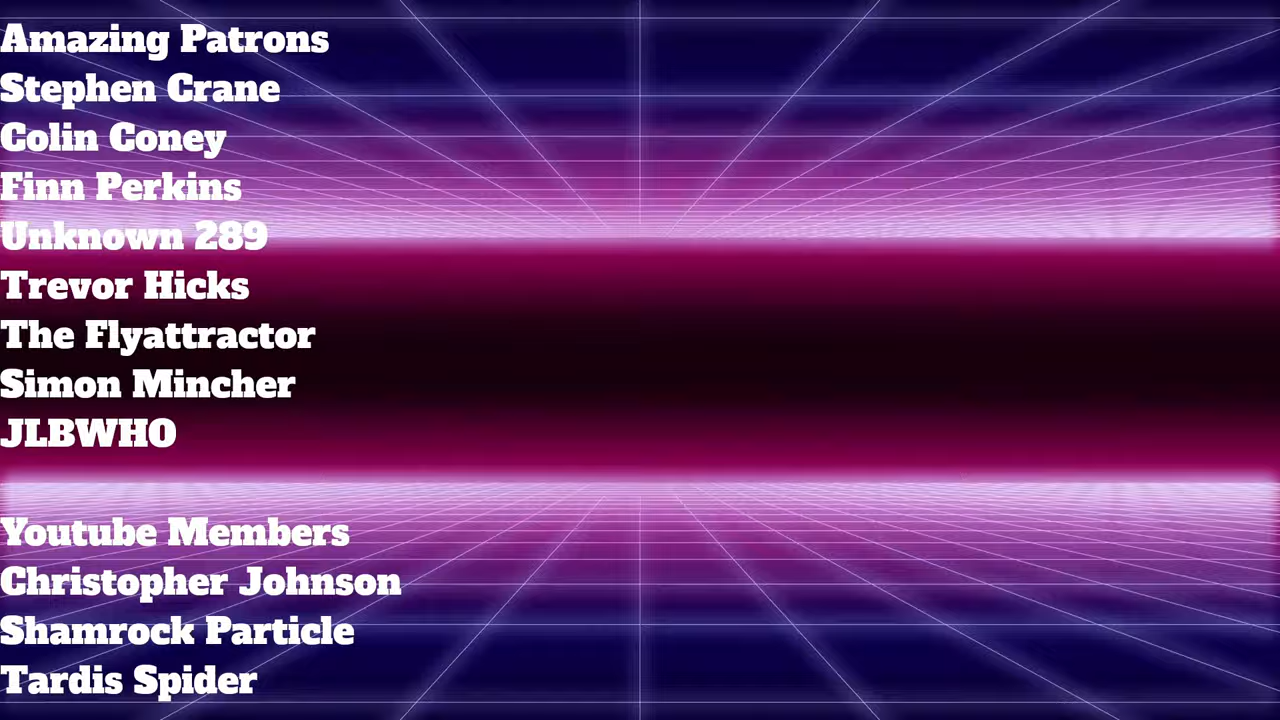 Amazing Patrons
Stephen Crane
Colin Coney
Finn Perkins
Unknown 289
Trevor Hicks
The Flyattractor
Simon Mincher
JLBWHO
Youtube Members
Christopher Johnson
Shamrock Particle
Tardis Spider